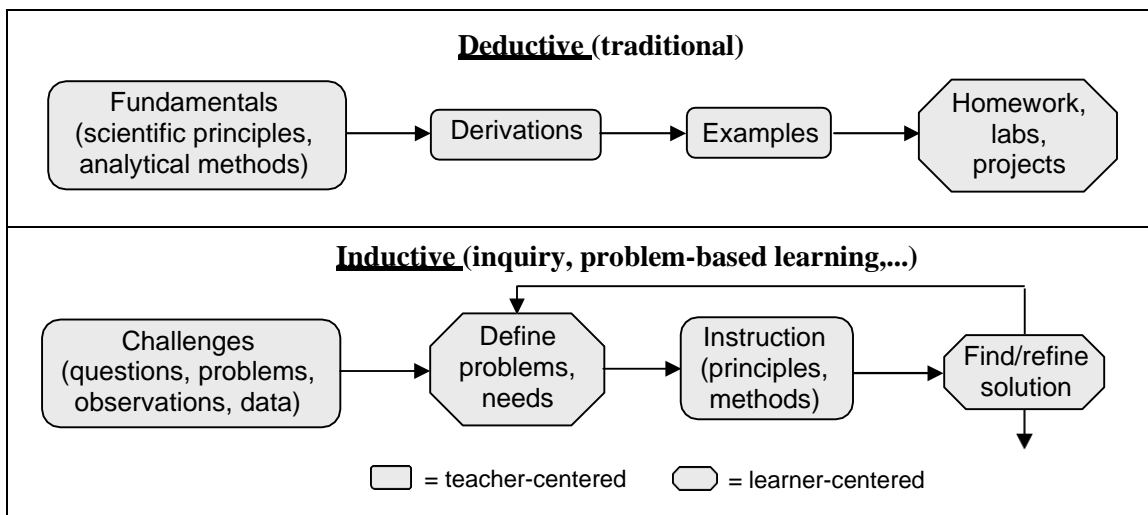 Deductive (traditional)
Fundamentals
(scientific principles,
analytical methods)
Derivations
Examples
Homework,
labs,
projects
Inductive (inquiry, problem-based learning,...)
Challenges
(questions, problems,
observations, data)
Define
problems,
needs
Instruction
(principles,
methods)
Find/refine
solution
= teacher-centered
= learner-centered